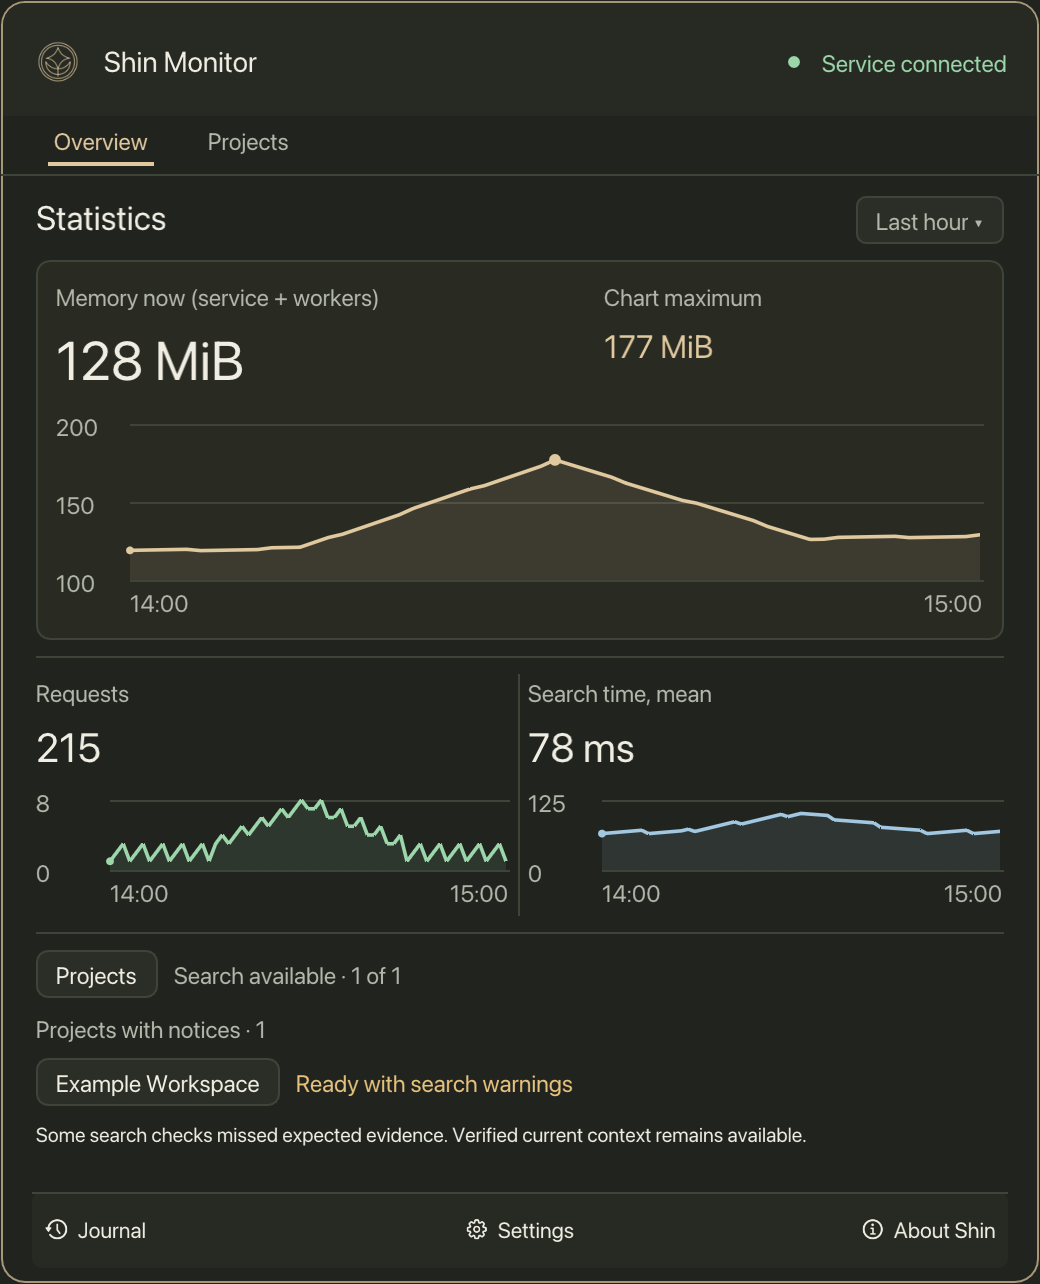 Shin Monitor
Service connected
Overview
Projects
Statistics
Last hour ▾
Memory now (service + workers)
Chart maximum
128 MiB
177 MiB
200
150
100
14:00
15:00
Requests
215
8
0
14:00
15:00
Search time, mean
78 ms
125
0
14:00
15:00
Projects
Search available · 1 of 1
Projects with notices · 1
Example Workspace
Ready with search warnings
Some search checks missed expected evidence. Verified current context remains available.
Journal
Settings
About Shin